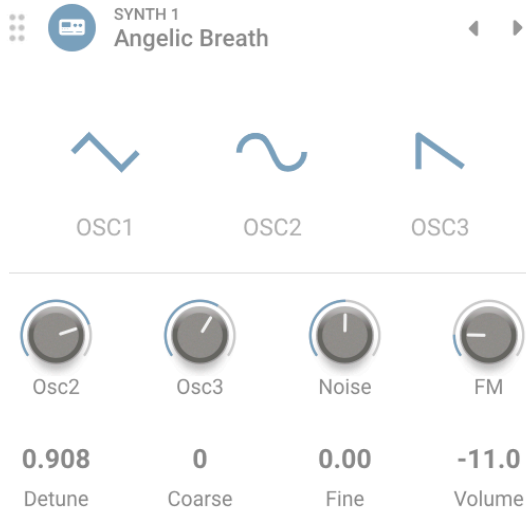 SYNTH 1
Angelic Breath
OSC1 OSC2 OSC3
Osc2 Osc3 Noise FM
0.908 0 0.00 -11.0
Detune Coarse Fine Volume